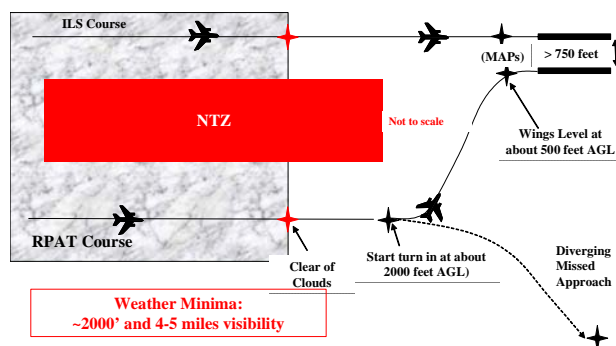 ILS Course
(MAPs)
> 750 feet
NTZ
Not to scale
Wings Level at
about 500 feet AGL
RPAT Course
Clear of
Clouds
Start turn in at about
2000 feet AGL)
Diverging
Missed
Approach
Weather Minima:
~2000' and 4-5 miles visibility